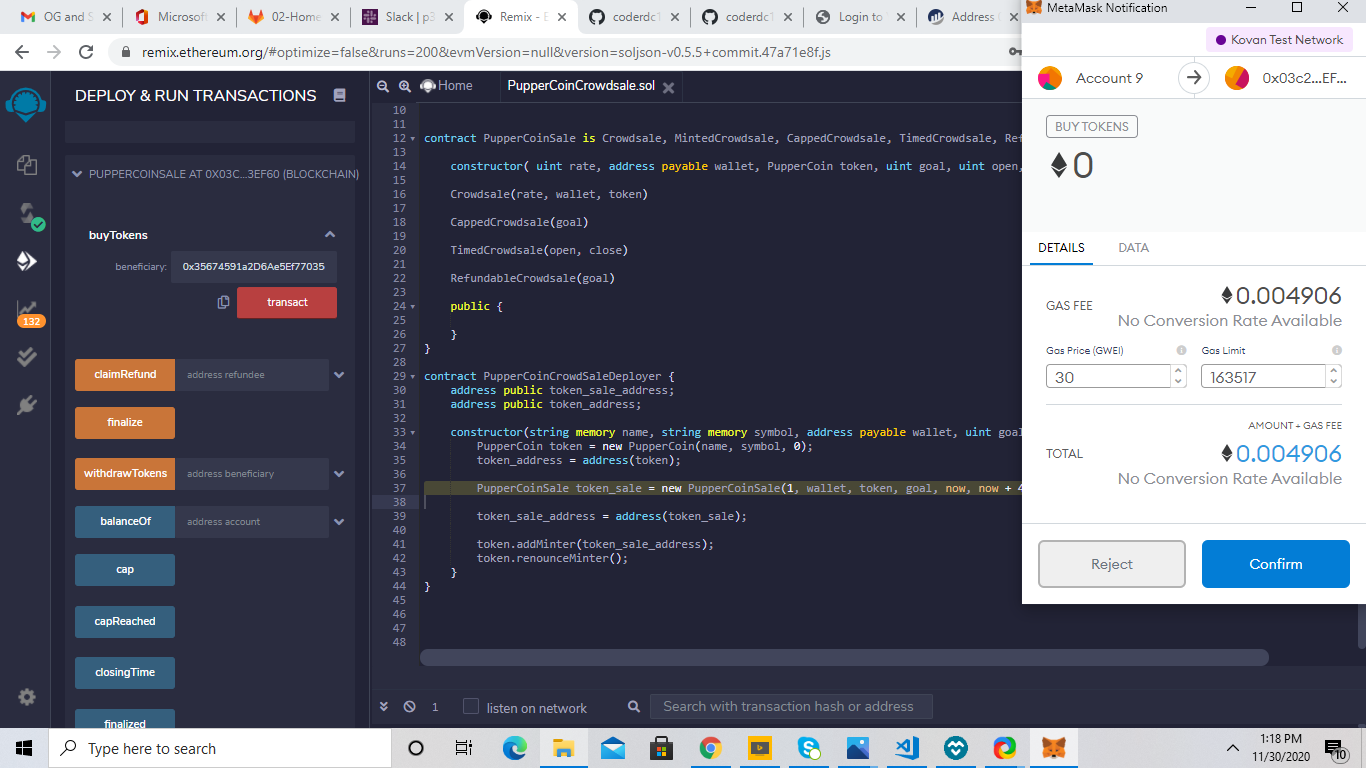 OG and S
Microsoft
02-Home
Slack | p3
Remix - E
coderdc1
coderdc1
Login to
Address
MetaMask Notification
remix.ethereum.org/#optimize=false&runs=200&evmVersion=null&version=soljson-v0.5.5+commit.47a71e8f.js
Kovan Test Network
DEPLOY & RUN TRANSACTIONS
Home
PupperCoinCrowdsale.sol
Account 9
0x03c2...EF...
PUPPERCOINSALE AT 0X03C...3EF60 (BLOCKCHAIN)
buyTokens
beneficiary:
0x35674591a2D6Ae5Ef77035
transact
132
claimRefund
address refundee
finalize
withdrawTokens
address beneficiary
balanceOf
address account
cap
capReached
closingTime
finalized
10
11
12 contract PupperCoinSale is Crowdsale, MintedCrowdsale, CappedCrowdsale, TimedCrowdsale, Re
13
14 constructor( uint rate, address payable wallet, PupperCoin token, uint goal, uint open,
15
16 Crowdsale(rate, wallet, token)
17
18 CappedCrowdsale(goal)
19
20 TimedCrowdsale(open, close)
21
22 RefundableCrowdsale(goal)
23
24 public {
25
26 }
27 }
28
29 contract PupperCoinCrowdSaleDeployer {
30 address public token_sale_address;
31 address public token_address;
32
33 constructor(string memory name, string memory symbol, address payable wallet, uint goal
34 PupperCoin token = new PupperCoin(name, symbol, 0);
35 token_address = address(token);
36
37 PupperCoinSale token_sale = new PupperCoinSale(1, wallet, token, goal, now, now + 4
38
39 token_sale_address = address(token_sale);
40
41 token.addMinter(token_sale_address);
42 token.renounceMinter();
43 }
44 }
45
46
47
48
BUY TOKENS
0
DETAILS
DATA
GAS FEE
0.004906
No Conversion Rate Available
Gas Price (GWEI)
Gas Limit
30
163517
AMOUNT + GAS FEE
TOTAL
0.004906
No Conversion Rate Available
Reject
Confirm
1
listen on network
Search with transaction hash or address
Type here to search
1:18 PM
11/30/2020
10